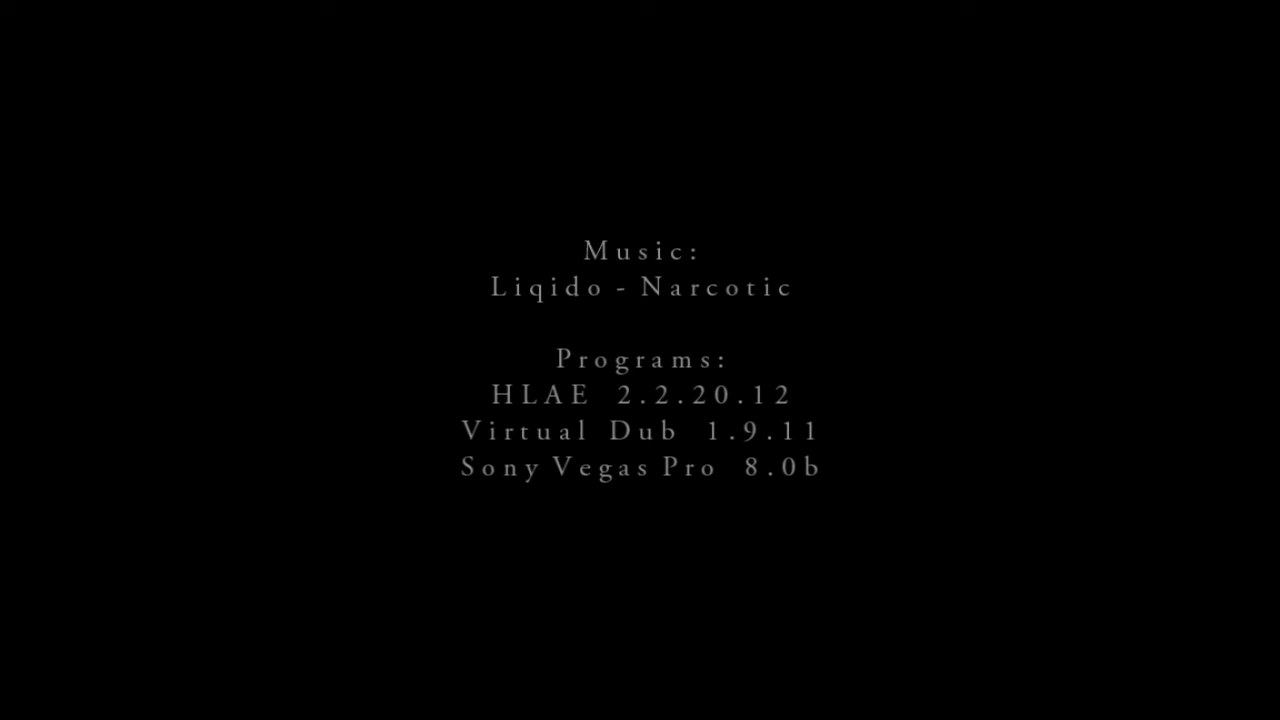 Music:
Liqido - Narcotic
Programs:
HLAE 2.2.20.12
Virtual Dub 1.9.11
Sony Vegas Pro 8.0b